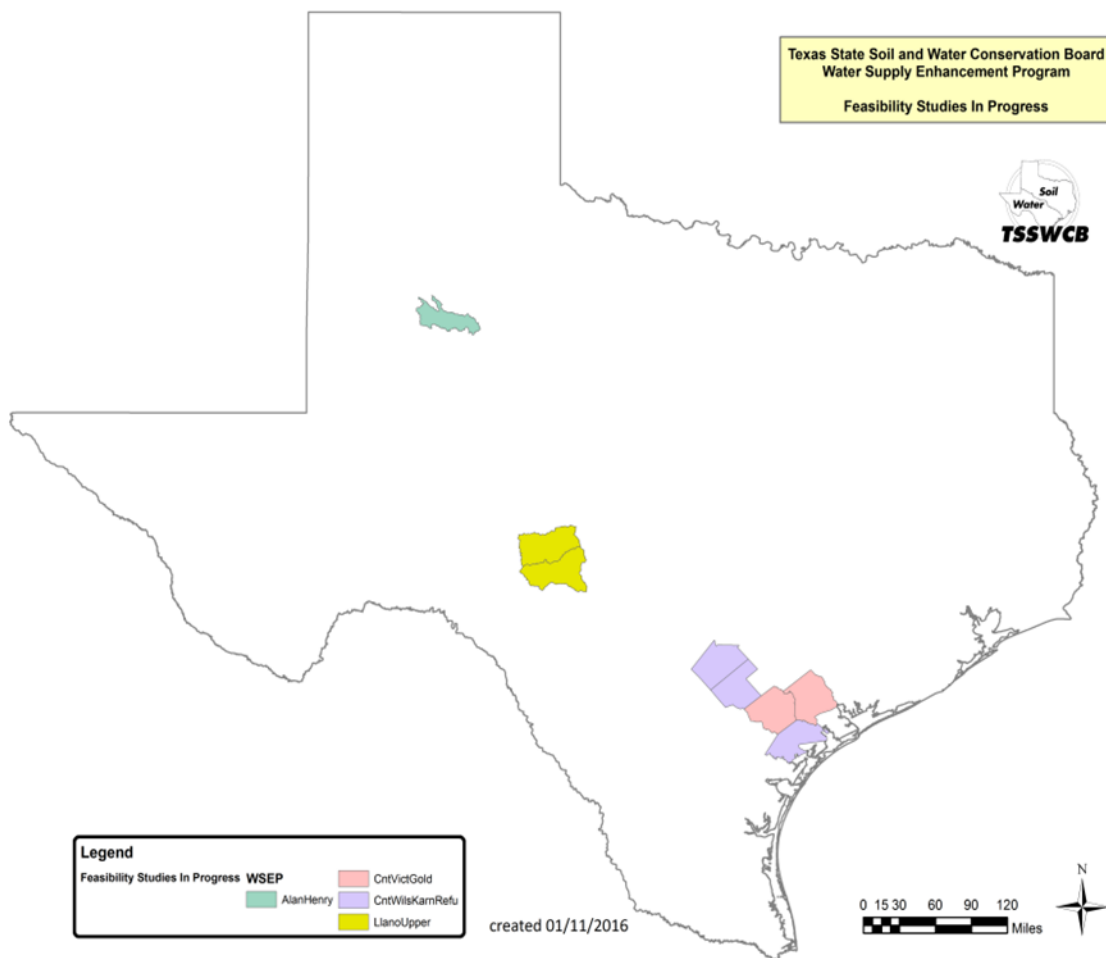 Texas State Soil and Water Conservation Board
Water Supply Enhancement Program
Feasibility Studies In Progress
Soil
Water
TSSWCB
Legend
Feasibility Studies In Progress WSEP
AlanHenry
CntVictGold
CntWilsKarnRefu
LlanoUpper
created 01/11/2016
0 15 30 60 90 120
Miles
N